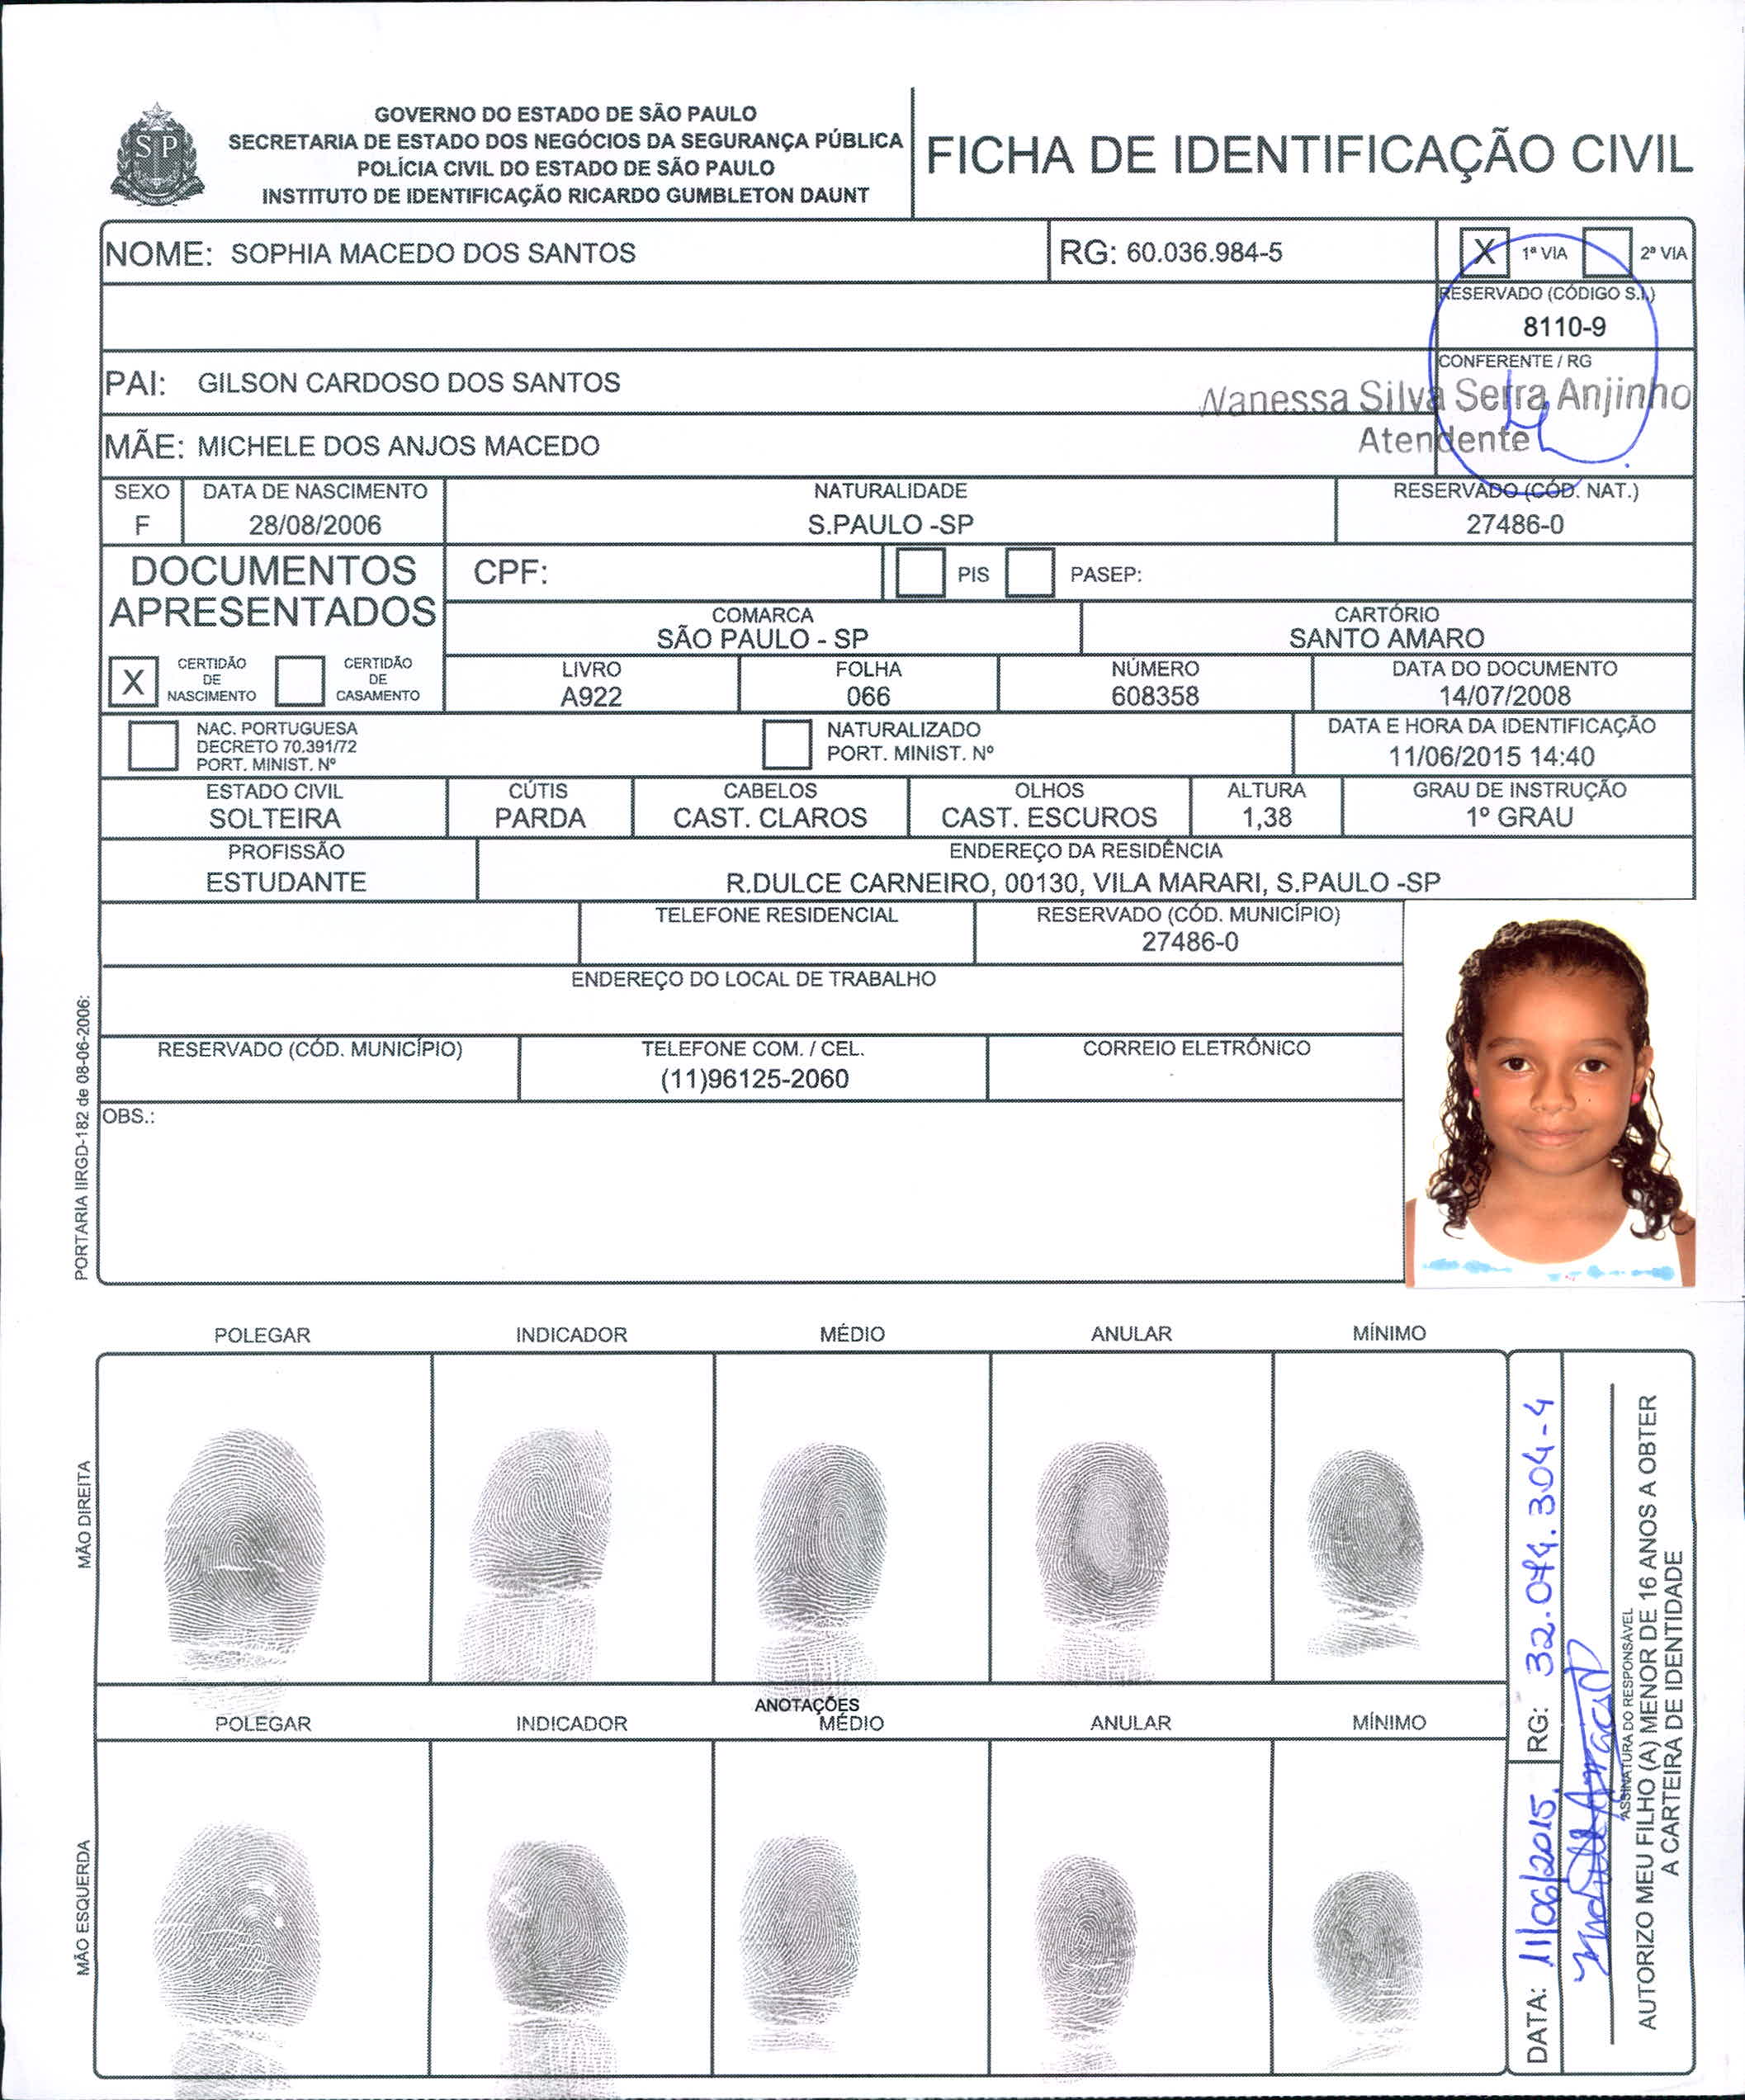 GOVERNO DO ESTADO DE SÃO PAULO
SECRETARIA DE ESTADO DOS NEGÓCIOS DA SEGURANÇA PÚBLICA
POLÍCIA CIVIL DO ESTADO DE SÃO PAULO
INSTITUTO DE IDENTIFICAÇÃO RICARDO GUMBLETON DAUNT
SP
FICHA DE IDENTIFICAÇÃO CIVIL
NOME: SOPHIA MACEDO DOS SANTOS
RG: 60.036.984-5
X 1ª VIA 2ª VIA
RESERVADO (CÓDIGO S.I.)
8110-9
PAI: GILSON CARDOSO DOS SANTOS
CONFERENTE / RG
Wanessa Silva Serra Anjinho
Atendente
MÃE: MICHELE DOS ANJOS MACEDO
SEXO
F
DATA DE NASCIMENTO
28/08/2006
NATURALIDADE
S.PAULO -SP
RESERVADO (CÓD. NAT.)
27486-0
DOCUMENTOS
APRESENTADOS
CPF:
PIS
PASEP:
COMARCA
SÃO PAULO - SP
CARTÓRIO
SANTO AMARO
X CERTIDÃO
DE
NASCIMENTO
CERTIDÃO
DE
CASAMENTO
LIVRO
A922
FOLHA
066
NÚMERO
608358
DATA DO DOCUMENTO
14/07/2008
NAC. PORTUGUESA
DECRETO 70.391/72
PORT. MINIST. Nº
NATURALIZADO
PORT. MINIST. Nº
DATA E HORA DA IDENTIFICAÇÃO
11/06/2015 14:40
ESTADO CIVIL
SOLTEIRA
CÚTIS
PARDA
CABELOS
CAST. CLAROS
OLHOS
CAST. ESCUROS
ALTURA
1,38
GRAU DE INSTRUÇÃO
1º GRAU
PROFISSÃO
ESTUDANTE
ENDEREÇO DA RESIDÊNCIA
R.DULCE CARNEIRO, 00130, VILA MARARI, S.PAULO -SP
TELEFONE RESIDENCIAL
RESERVADO (CÓD. MUNICÍPIO)
27486-0
ENDEREÇO DO LOCAL DE TRABALHO
RESERVADO (CÓD. MUNICÍPIO)
TELEFONE COM. / CEL.
(11)96125-2060
CORREIO ELETRÔNICO
OBS.:
PORTARIA IIRGD-182 de 08-06-2006:
POLEGAR INDICADOR MÉDIO ANULAR MÍNIMO
MÃO DIREITA
ANOTAÇÕES
POLEGAR INDICADOR MÉDIO ANULAR MÍNIMO
MÃO ESQUERDA
DATA: 11/06/2015
RG:
ASSINATURA DO RESPONSÁVEL
AUTORIZO MEU FILHO (A) MENOR DE 16 ANOS A OBTER
A CARTEIRA DE IDENTIDADE